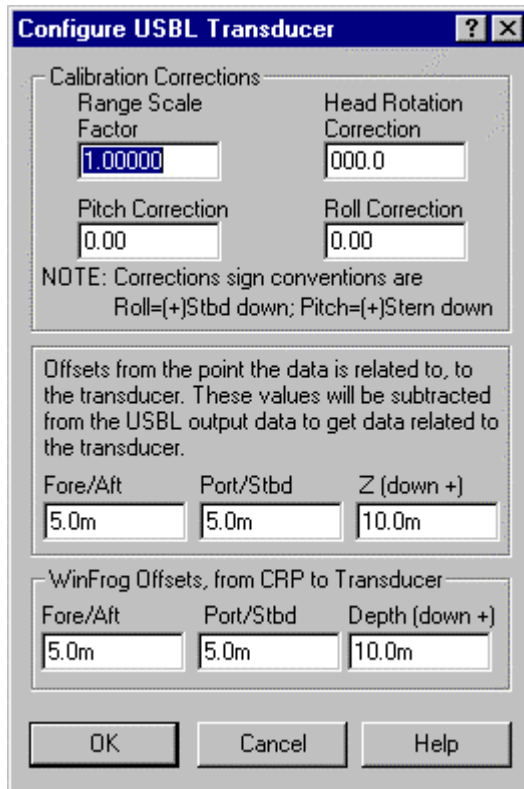 Configure USBL Transducer
Calibration Corrections
Range Scale Factor
1.00000
Head Rotation Correction
000.0
Pitch Correction
0.00
Roll Correction
0.00
NOTE: Corrections sign conventions are
Roll=(+)Stbd down; Pitch=(+)Stern down
Offsets from the point the data is related to, to
the transducer. These values will be subtracted
from the USBL output data to get data related to
the transducer.
Fore/Aft
5.0m
Port/Stbd
5.0m
Z (down +)
10.0m
WinFrog Offsets, from CRP to Transducer
Fore/Aft
5.0m
Port/Stbd
5.0m
Depth (down +)
10.0m
OK
Cancel
Help